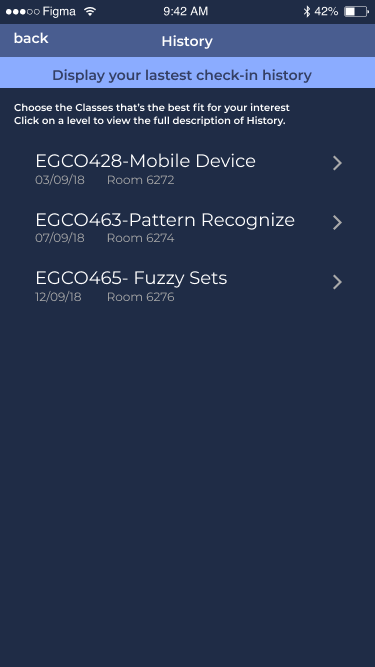 Figma 9:42 AM 42%
back
History
Display your lastest check-in history
Choose the Classes that's the best fit for your interest
Click on a level to view the full description of History.
EGCO428-Mobile Device
03/09/18 Room 6272
EGCO463-Pattern Recognize
07/09/18 Room 6274
EGCO465- Fuzzy Sets
12/09/18 Room 6276